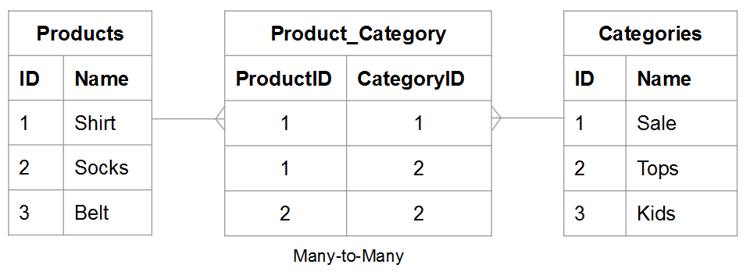 Products Product_Category Categories
ID Name ProductID CategoryID ID Name
1 Shirt 1 1 1 Sale
2 Socks 1 2 2 Tops
3 Belt 2 2 3 Kids
Many-to-Many